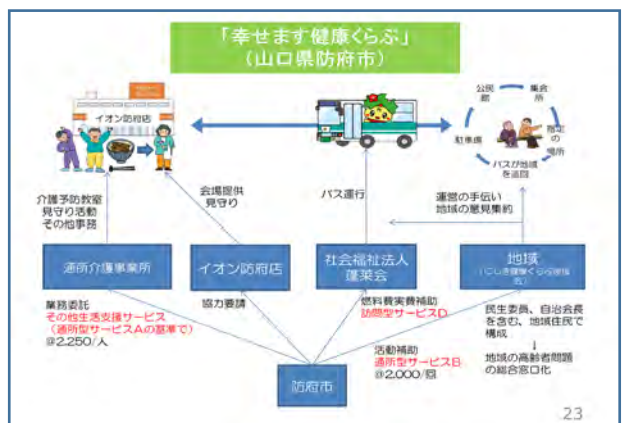 「幸せます健康くらぶ」
(山口県防府市)
イオン防府店
公民館
集会所
駐車場
指定の場所
バスが地域を巡回
介護予防教室
見守り活動
その他事務
会場提供
見守り
バス運行
運営の手伝い
地域の意見集約
通所介護事業所
イオン防府店
社会福祉法人
蓬莱会
地域
業務委託
その他生活支援サービス
(通所型サービスAの基準で)
@2,250/人
協力要請
燃料費実費補助
訪問型サービスD
活動補助
通所型サービスB
@2,000/回
民生委員、自治会長
を含む、地域住民で
構成
↓
地域の高齢者問題
の総合窓口化
防府市
23